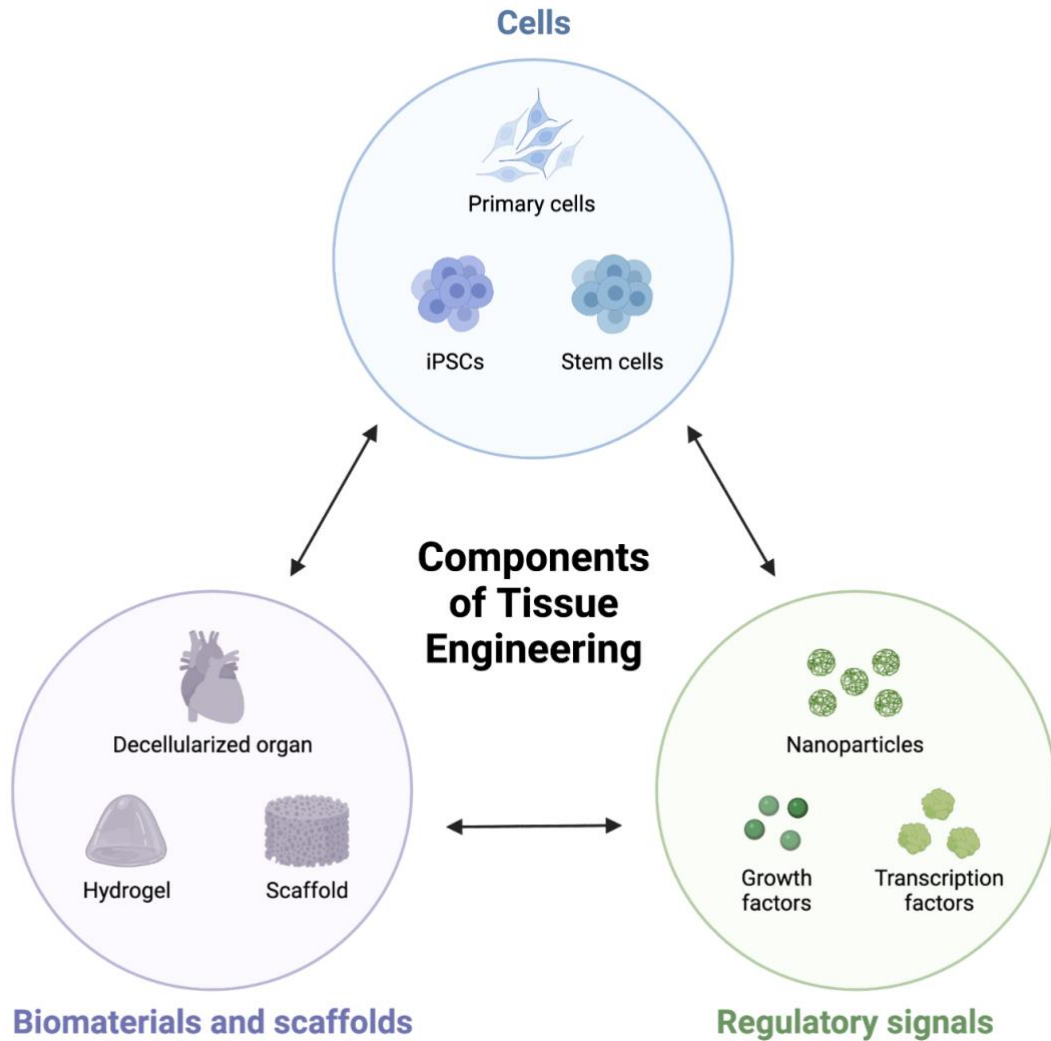 Cells
Primary cells
iPSCs
Stem cells
Components
of Tissue
Engineering
Decellularized organ
Hydrogel
Scaffold
Biomaterials and scaffolds
Nanoparticles
Growth
factors
Transcription
factors
Regulatory signals